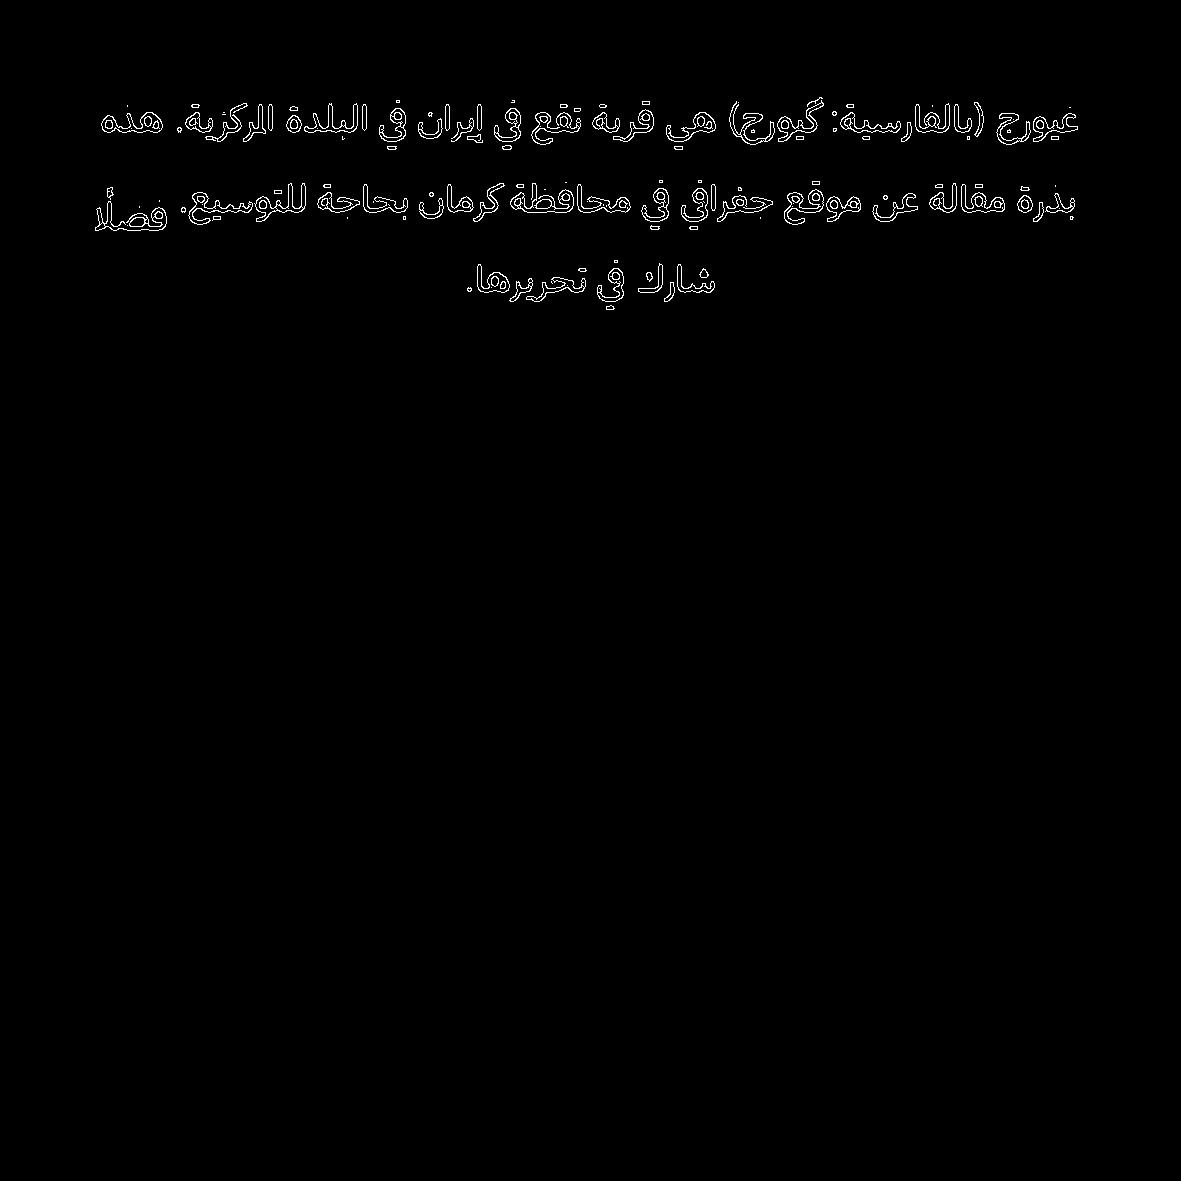 غيورج (بالفارسية: گيورج) هي قرية تقع في إيران في البلدة المركزية. هذه
بذرة مقالة عن موقع جغرافي في محافظة كرمان بحاجة للتوسيع. فضلًا
شارك في تحريرها.